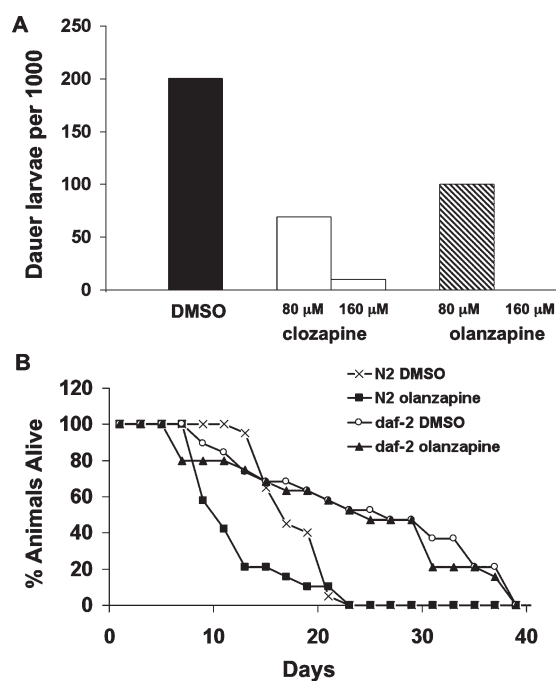 A
Dauer larvae per 1000
250
200
150
100
50
0
DMSO
80 µM 160 µM
clozapine
80 µM 160 µM
olanzapine
B
% Animals Alive
120
100
80
60
40
20
0
N2 DMSO
N2 olanzapine
daf-2 DMSO
daf-2 olanzapine
0 10 20 30 40
Days